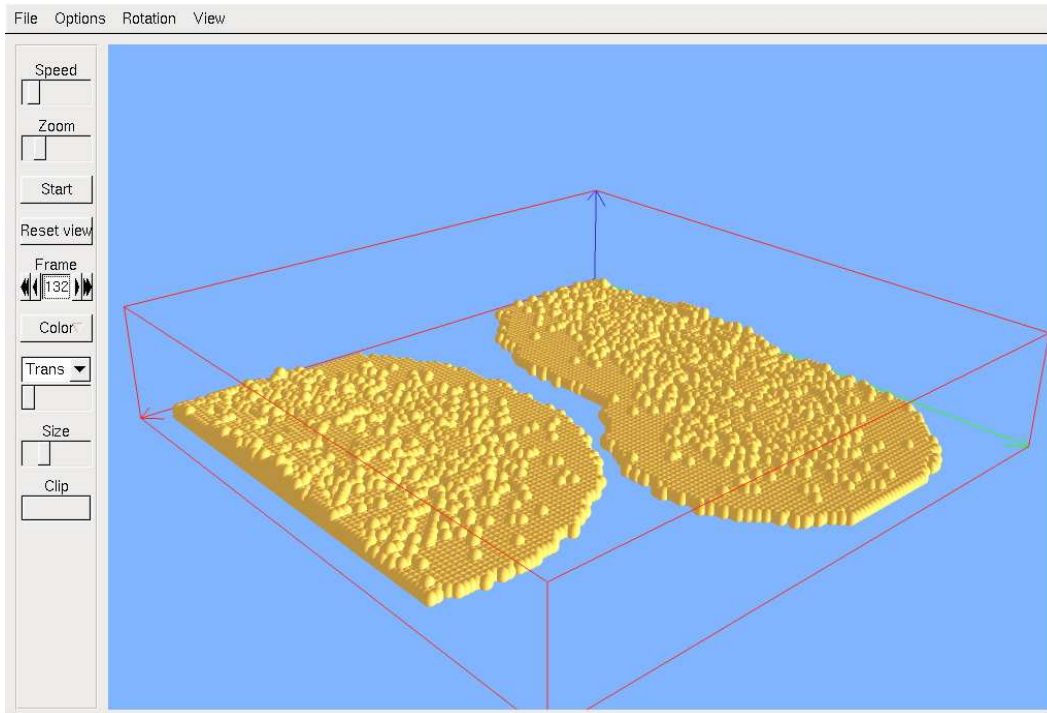 File Options Rotation View
Speed
Zoom
Start
Reset view
Frame
132
Color
Trans
Size
Clip